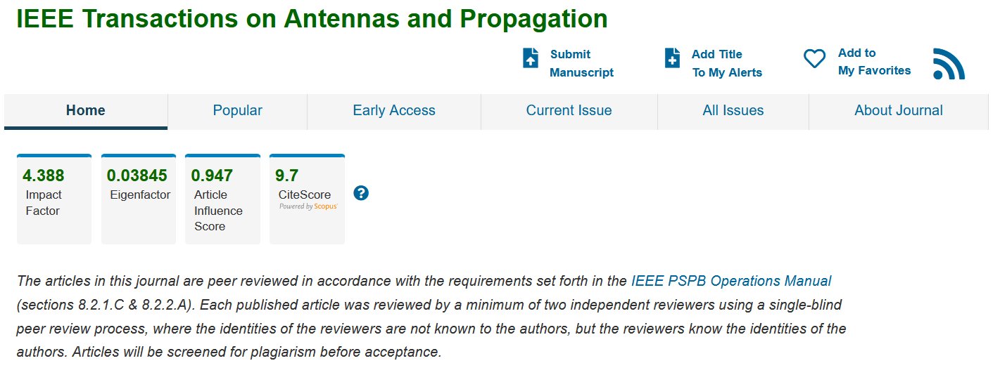 IEEE Transactions on Antennas and Propagation
Submit
Manuscript
Add Title
To My Alerts
Add to
My Favorites
Home
Popular
Early Access
Current Issue
All Issues
About Journal
4.388
Impact
Factor
0.03845
Eigenfactor
0.947
Article
Influence
Score
9.7
CiteScore
Powered by Scopus'
?
The articles in this journal are peer reviewed in accordance with the requirements set forth in the IEEE PSPB Operations Manual
(sections 8.2.1.C & 8.2.2.A). Each published article was reviewed by a minimum of two independent reviewers using a single-blind
peer review process, where the identities of the reviewers are not known to the authors, but the reviewers know the identities of the
authors. Articles will be screened for plagiarism before acceptance.